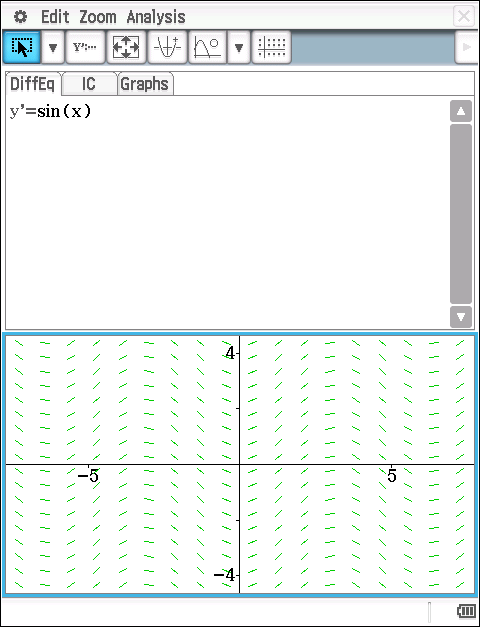 Edit Zoom Analysis
Y':…
DiffEq IC Graphs
y'=sin(x)
4
-5 5
-4